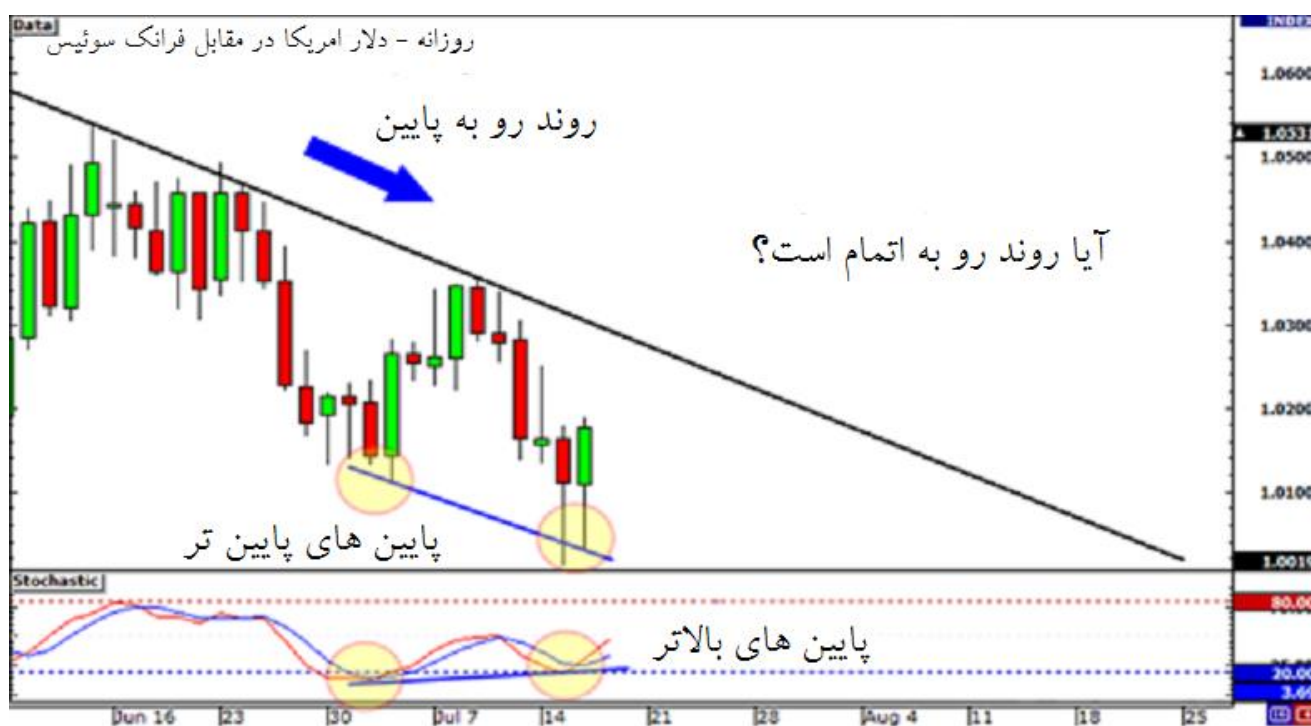 Data
INDEX
روزانه - دلار امریکا در مقابل فرانک سوئیس
1.0600
روند رو به پایین
1.0500
آیا روند رو به اتمام است؟
1.0400
1.0300
1.0200
1.0100
پایین های پایین تر
1.0019
Stochastic
80.00
پایین های بالاتر
20.00
Jun 16
23
30
Jul 7
14
21
28
Aug 4
11
18
25